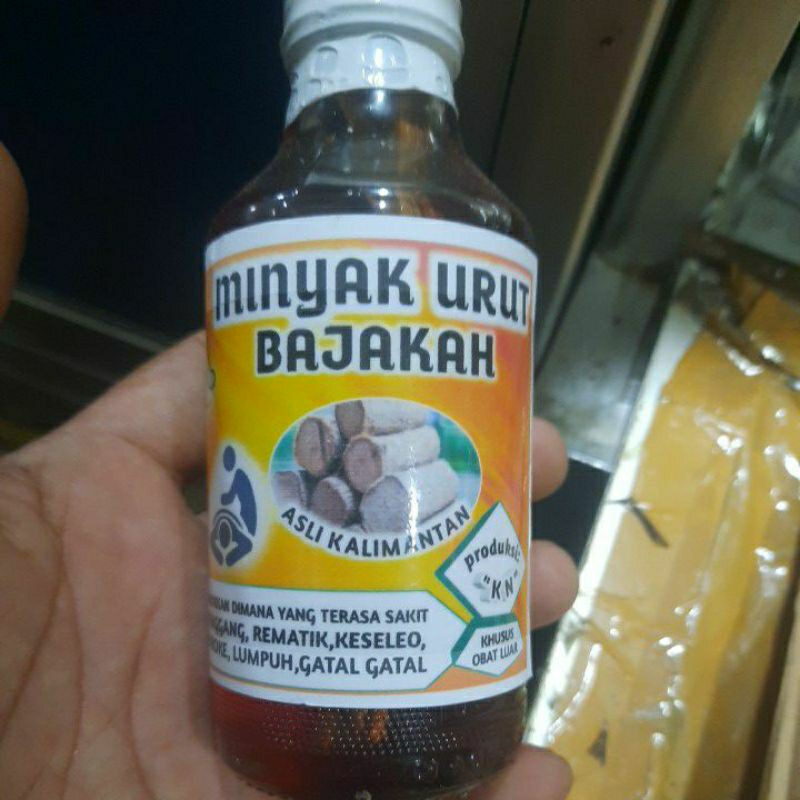 minyak urut
BAJAKAH
ASLI KALIMANTAN
produksi:
"KN"
KHUSUS
OBAT LUAR
DIMANA YANG TERASA SAKIT
REMATIK,KESELEO,
LUMPUH,GATAL GATAL